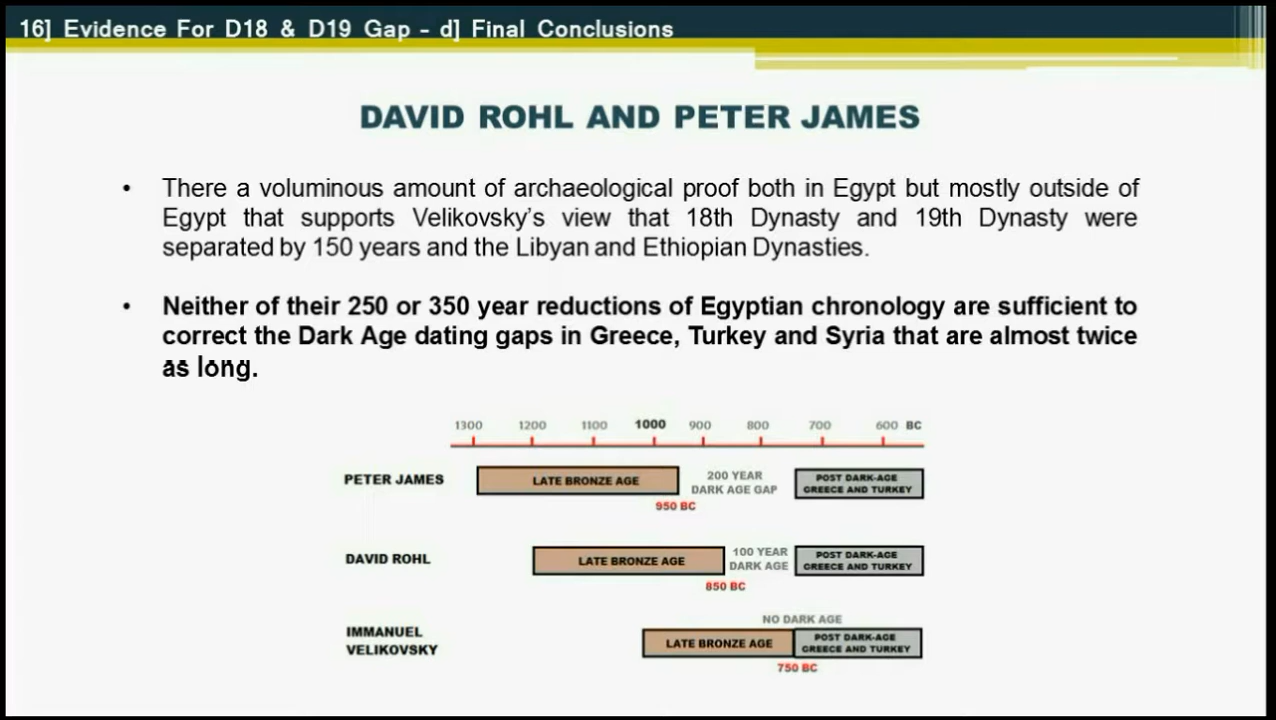 16] Evidence For D18 & D19 Gap - d] Final Conclusions
DAVID ROHL AND PETER JAMES
• There a voluminous amount of archaeological proof both in Egypt but mostly outside of
Egypt that supports Velikovsky's view that 18th Dynasty and 19th Dynasty were
separated by 150 years and the Libyan and Ethiopian Dynasties.
• Neither of their 250 or 350 year reductions of Egyptian chronology are sufficient to
correct the Dark Age dating gaps in Greece, Turkey and Syria that are almost twice
as long.
1300 1200 1100 1000 900 800 700 600 BC
PETER JAMES
LATE BRONZE AGE
200 YEAR
DARK AGE GAP
POST DARK-AGE
GREECE AND TURKEY
950 BC
DAVID ROHL
LATE BRONZE AGE
100 YEAR
DARK AGE
POST DARK-AGE
GREECE AND TURKEY
850 BC
NO DARK AGE
IMMANUEL
VELIKOVSKY
LATE BRONZE AGE
POST DARK-AGE
GREECE AND TURKEY
750 BC